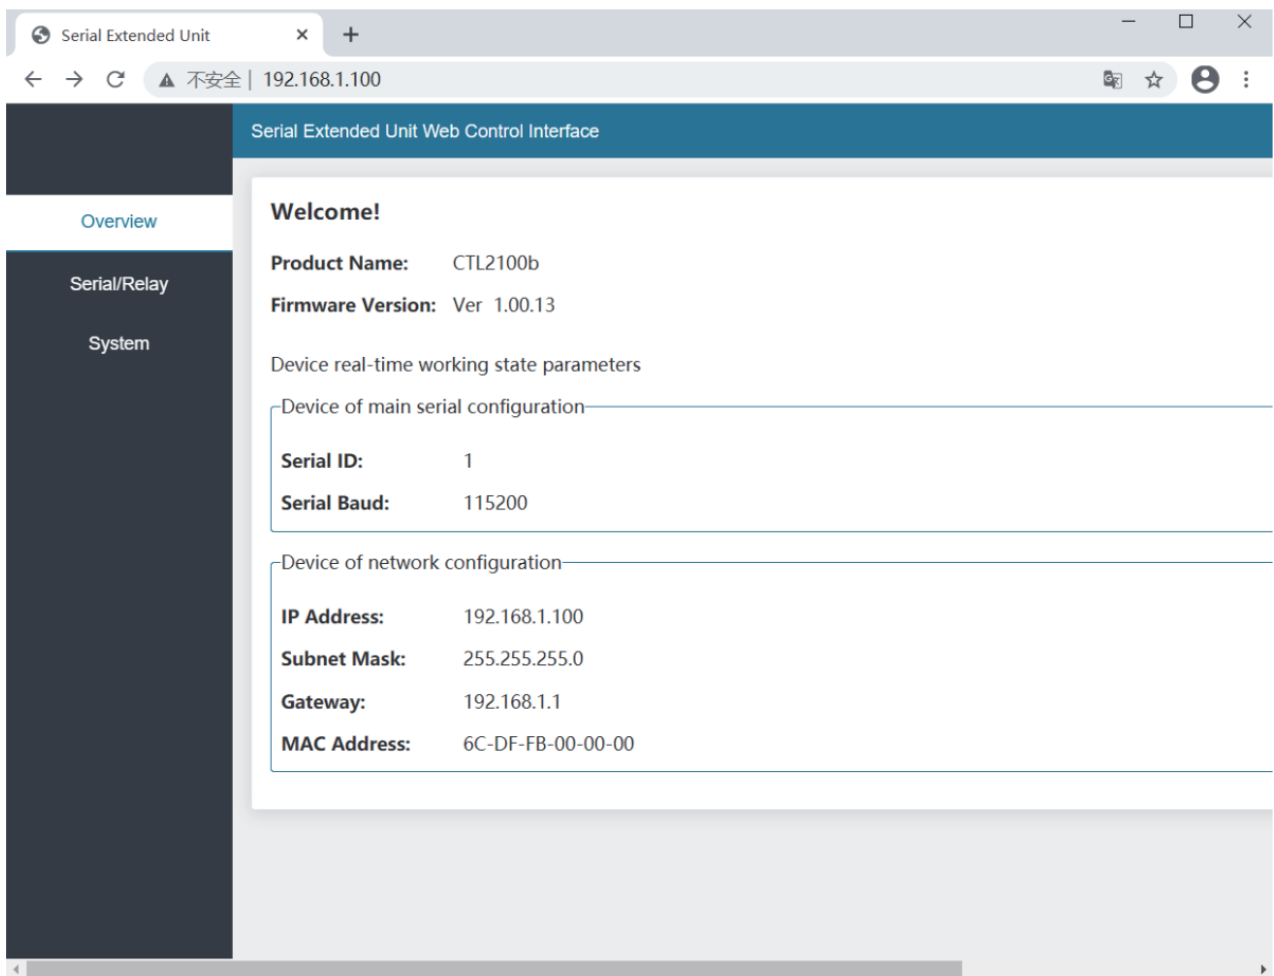 Serial Extended Unit
不安全 | 192.168.1.100
Serial Extended Unit Web Control Interface
Overview
Serial/Relay
System
Welcome!
Product Name: CTL2100b
Firmware Version: Ver 1.00.13
Device real-time working state parameters
Device of main serial configuration
Serial ID: 1
Serial Baud: 115200
Device of network configuration
IP Address: 192.168.1.100
Subnet Mask: 255.255.255.0
Gateway: 192.168.1.1
MAC Address: 6C-DF-FB-00-00-00